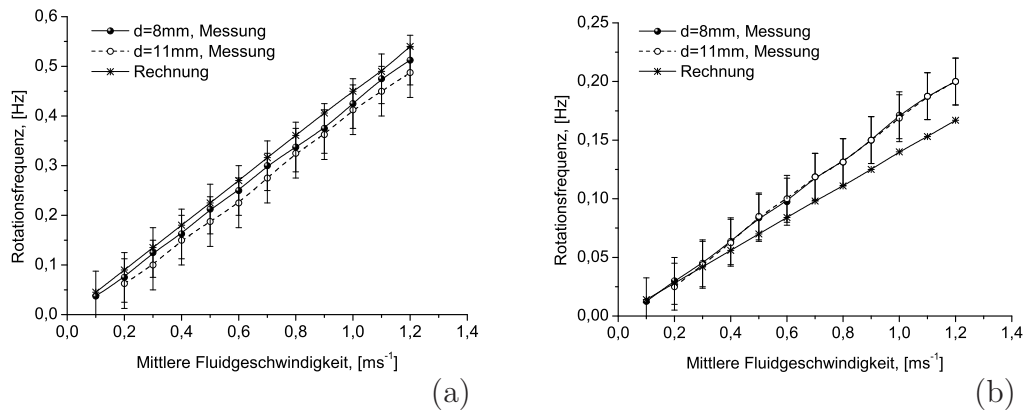 0,6
0,5
0,4
0,3
0,2
0,1
0,0
Rotationsfrequenz, [Hz]
d=8mm, Messung
d=11mm, Messung
Rechnung
0,0 0,2 0,4 0,6 0,8 1,0 1,2 1,4
Mittlere Fluidgeschwindigkeit, [ms⁻¹]
(a)
0,25
0,20
0,15
0,10
0,05
0,00
Rotationsfrequenz, [Hz]
d=8mm, Messung
d=11mm, Messung
Rechnung
0,0 0,2 0,4 0,6 0,8 1,0 1,2 1,4
Mittlere Fluidgeschwindigkeit, [ms⁻¹]
(b)